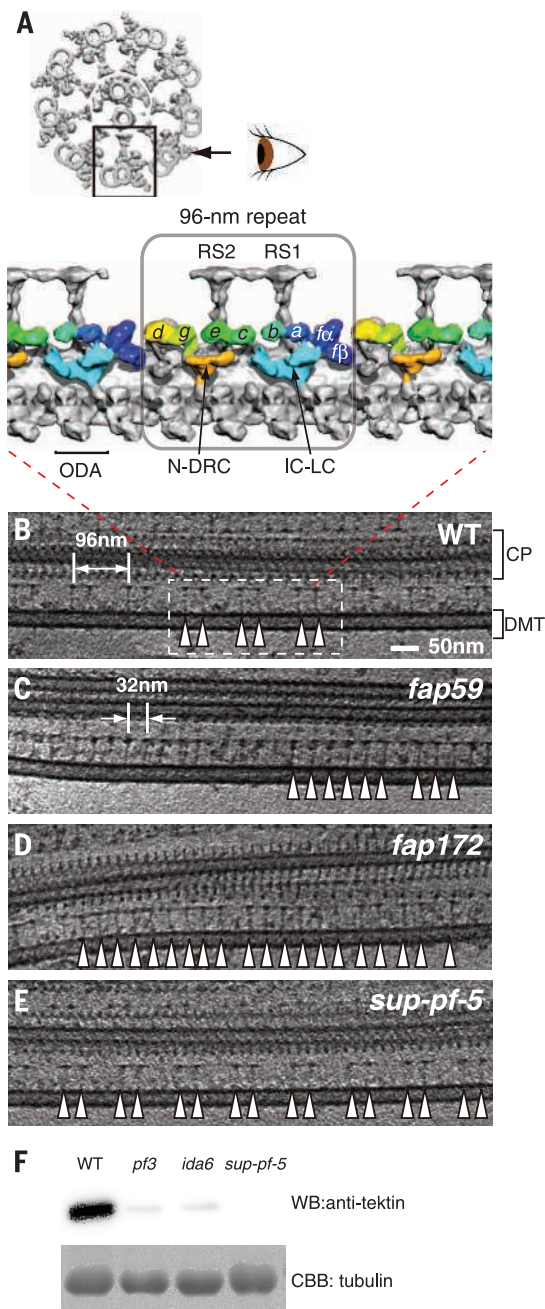 A
96-nm repeat
RS2 RS1
d g e c b a fα fβ
ODA N-DRC IC-LC
B WT
96nm
CP
DMT
50nm
C fap59
32nm
D fap172
E sup-pf-5
F
WT pf3 ida6 sup-pf-5
WB:anti-tektin
CBB: tubulin